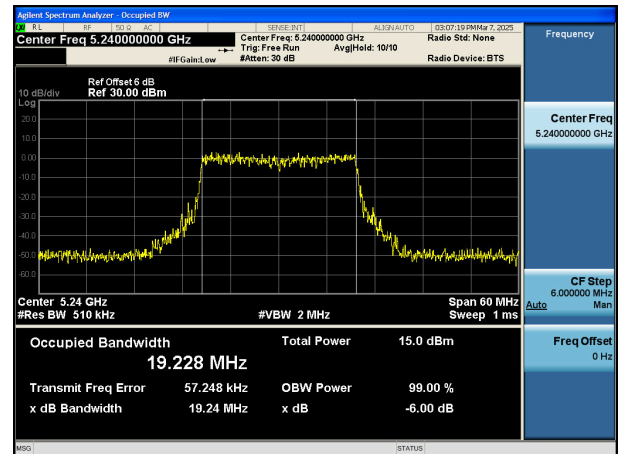 Agilent Spectrum Analyzer - Occupied BW
RL RF 50 Ω AC SENSE:INT ALIGN AUTO 03:07:19 PM Mar 7, 2025
Center Freq 5.240000000 GHz
Center Freq: 5.240000000 GHz
Radio Std: None
Trig: Free Run Avg|Hold: 10/10
#IFGain:Low #Atten: 30 dB Radio Device: BTS
Frequency
Ref Offset 6 dB
10 dB/div Ref 30.00 dBm
Log
20.0
10.0
0.00
-10.0
-20.0
-30.0
-40.0
-50.0
-60.0
Center Freq
5.240000000 GHz
Center 5.24 GHz Span 60 MHz
#Res BW 510 kHz #VBW 2 MHz Sweep 1 ms
CF Step
6.000000 MHz
Auto Man
Occupied Bandwidth Total Power 15.0 dBm
19.228 MHz
Transmit Freq Error 57.248 kHz OBW Power 99.00 %
x dB Bandwidth 19.24 MHz x dB -6.00 dB
Freq Offset
0 Hz
MSG STATUS